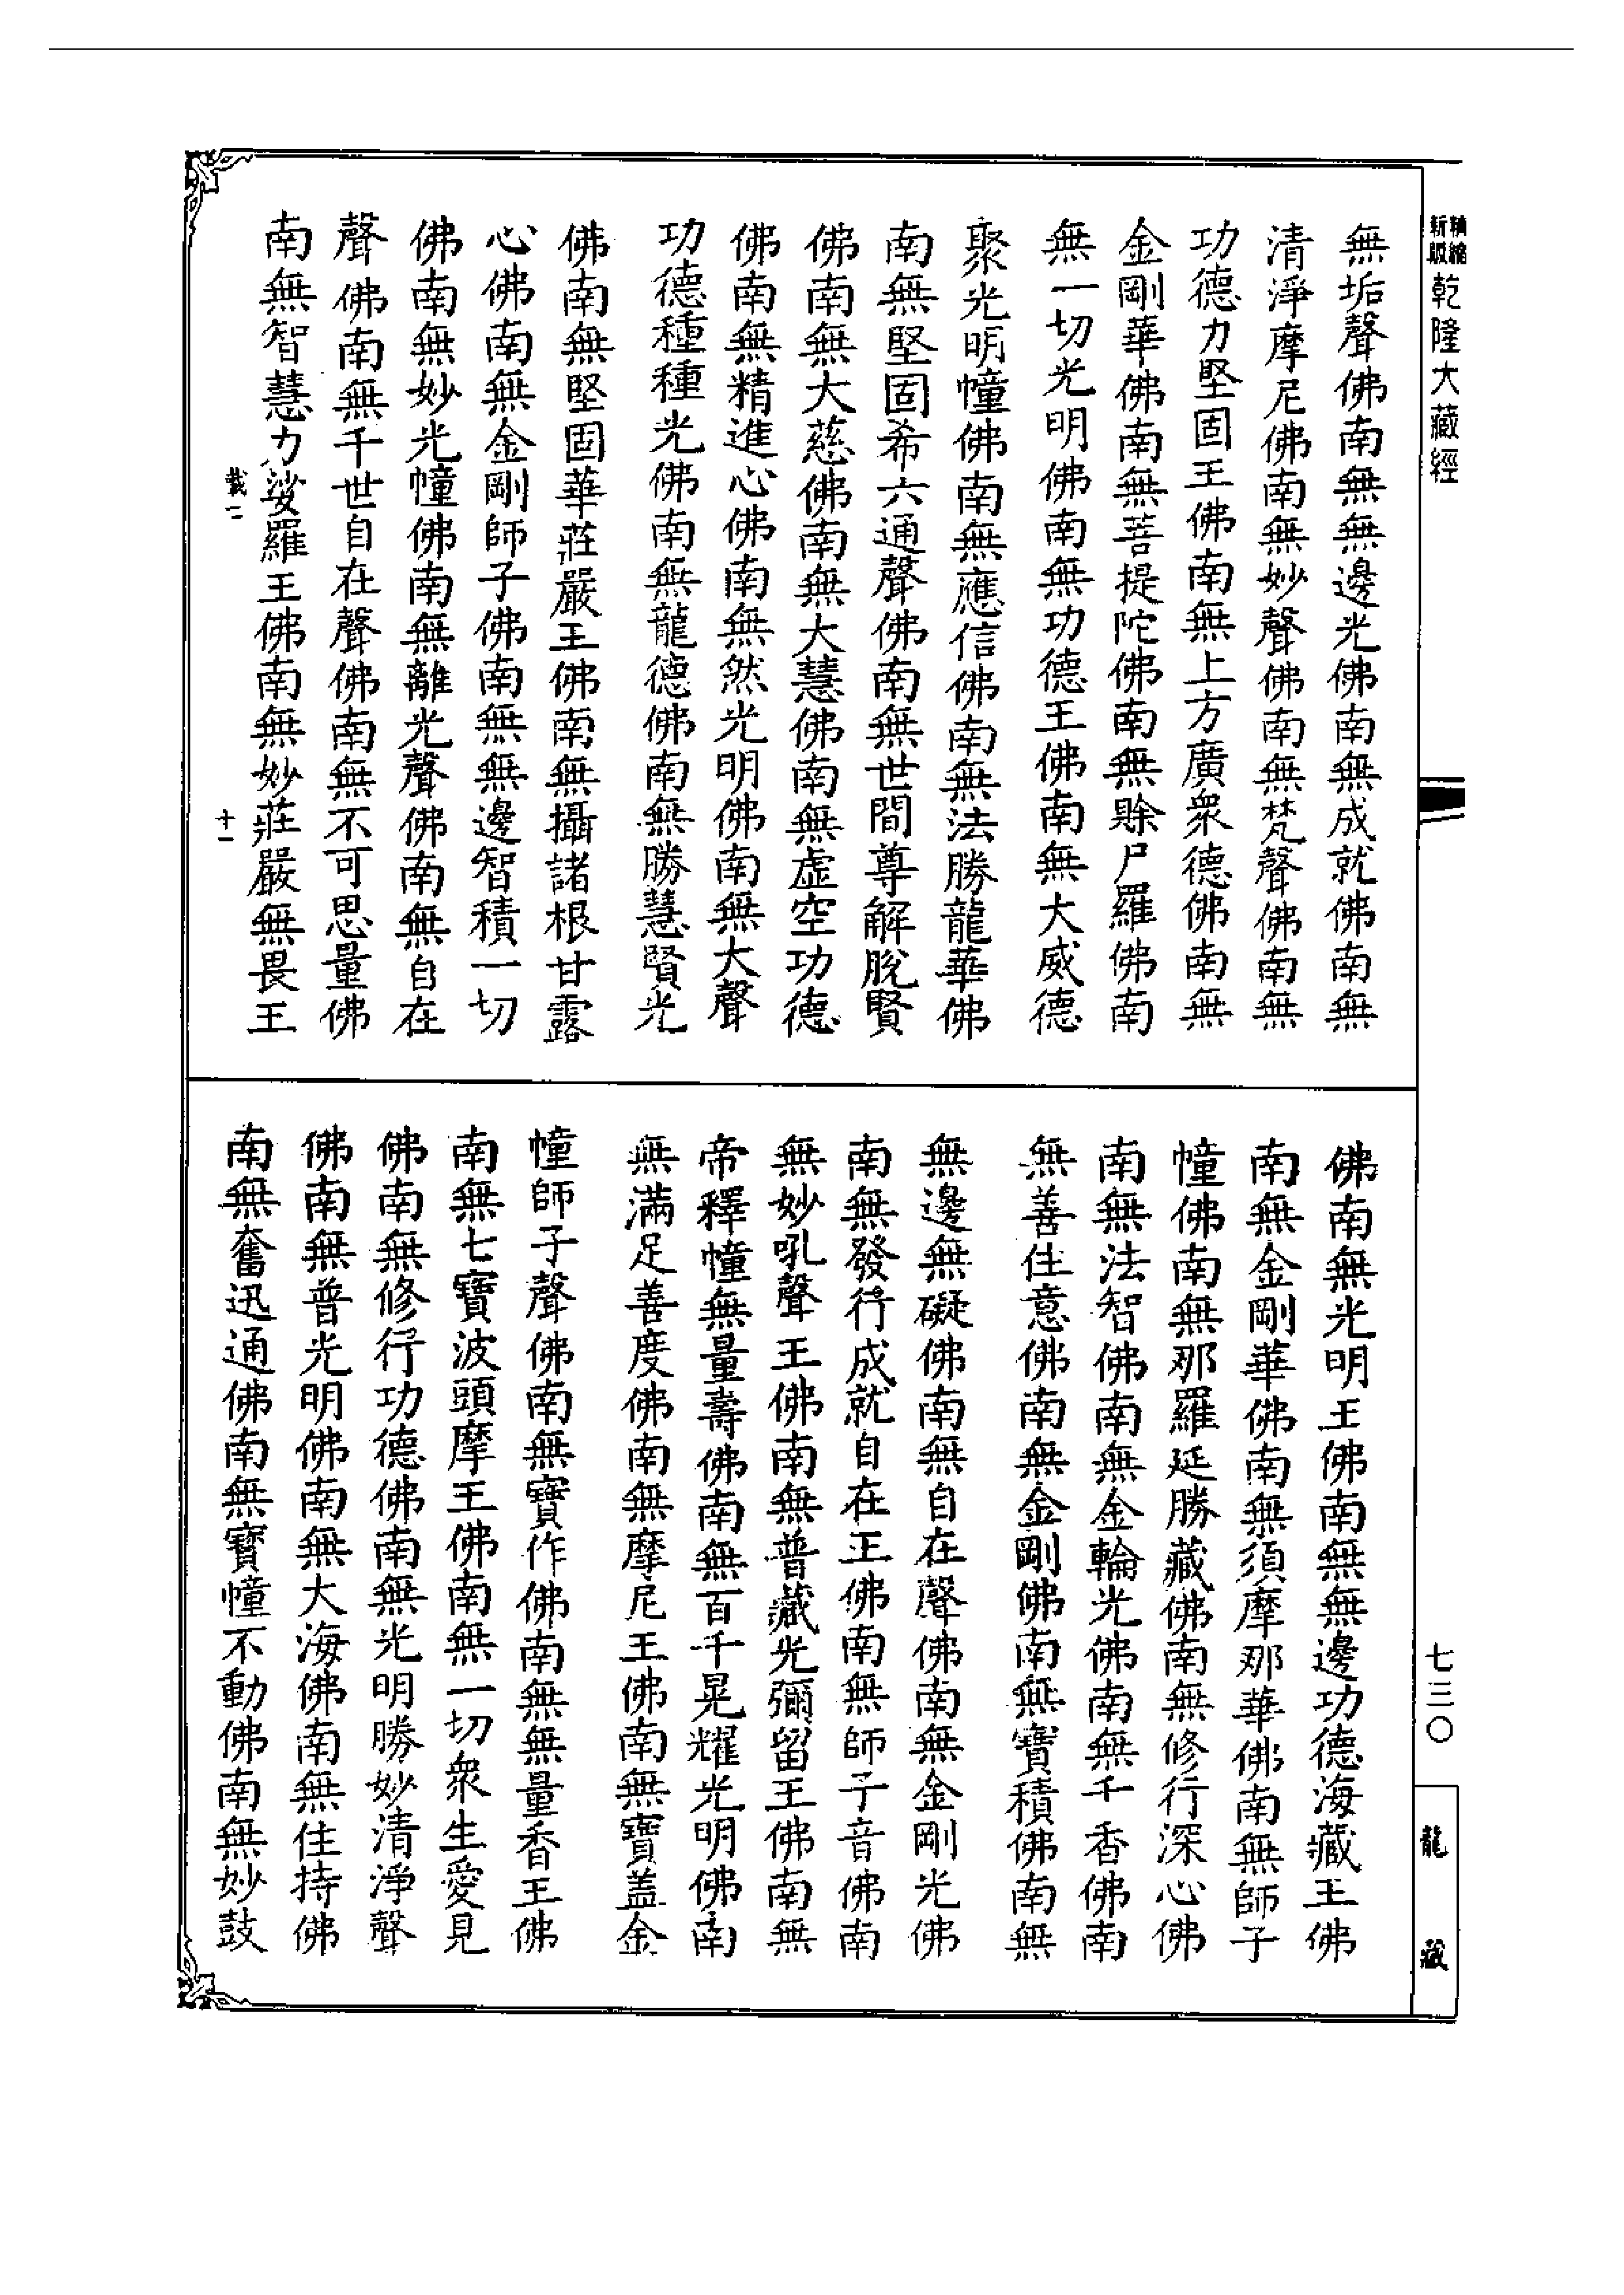 精縮新版乾隆大藏經
無垢聲佛南無無邊光佛南無成就佛南無
清淨摩尼佛南無妙聲佛南無梵聲佛南無
功德力堅固王佛南無上方廣衆德佛南無
金剛華佛南無菩提陀佛南無賒尸羅佛南
無一切光明佛南無功德王佛南無大威德
聚光明幢佛南無應信佛南無法勝龍華佛
南無堅固希六通聲佛南無世間尊解脫賢
佛南無大慈佛南無大慧佛南無虛空功德
佛南無精進心佛南無然光明佛南無大聲
功德種種光佛南無龍德佛南無勝慧賢光
佛南無堅固華莊嚴王佛南無攝諸根甘露
心佛南無金剛師子佛南無無邊智積一切
佛南無妙光幢佛南無離光聲佛南無自在
聲佛南無千世自在聲佛南無不可思量佛
南無智慧力娑羅王佛南無妙莊嚴無畏王
載二 十一
佛南無光明王佛南無無邊功德海藏王佛
南無金剛華佛南無須摩那華佛南無師子
幢佛南無那羅延勝藏佛南無修行深心佛
南無法智佛南無金輪光佛南無千香佛南
無善住意佛南無金剛佛南無寶積佛南無
無邊無礙佛南無自在聲佛南無金剛光佛
南無發行成就自在王佛南無師子音佛南
無妙吼聲王佛南無普藏光彌留王佛南無
帝釋幢無量壽佛南無百千晃耀光明佛南
無滿足善度佛南無摩尼王佛南無寶蓋金
幢師子聲佛南無寶作佛南無無量香王佛
南無七寶波頭摩王佛南無一切衆生愛見
佛南無修行功德佛南無光明勝妙清淨聲
佛南無普光明佛南無大海佛南無住持佛
南無奮迅通佛南無寶幢不動佛南無妙鼓
七三〇
龍藏